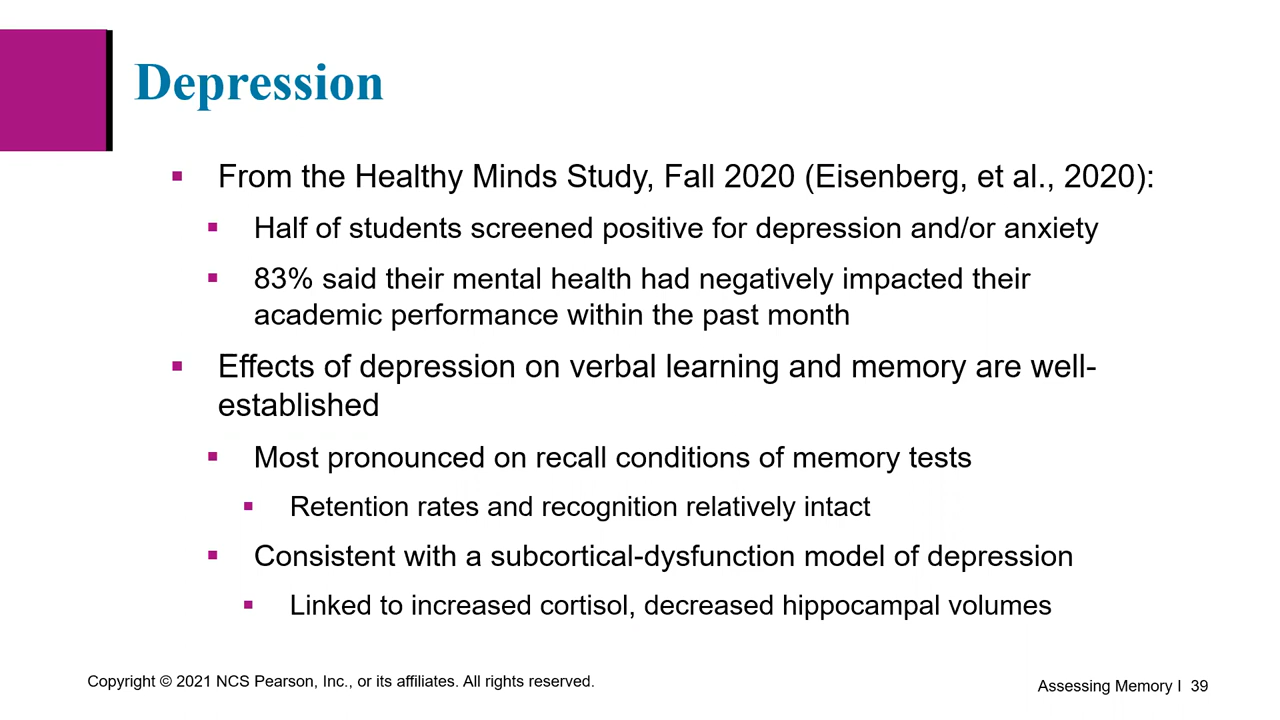 Depression
▪ From the Healthy Minds Study, Fall 2020 (Eisenberg, et al., 2020):
▪ Half of students screened positive for depression and/or anxiety
▪ 83% said their mental health had negatively impacted their
academic performance within the past month
▪ Effects of depression on verbal learning and memory are well-
established
▪ Most pronounced on recall conditions of memory tests
▪ Retention rates and recognition relatively intact
▪ Consistent with a subcortical-dysfunction model of depression
▪ Linked to increased cortisol, decreased hippocampal volumes
Copyright © 2021 NCS Pearson, Inc., or its affiliates. All rights reserved.
Assessing Memory I 39